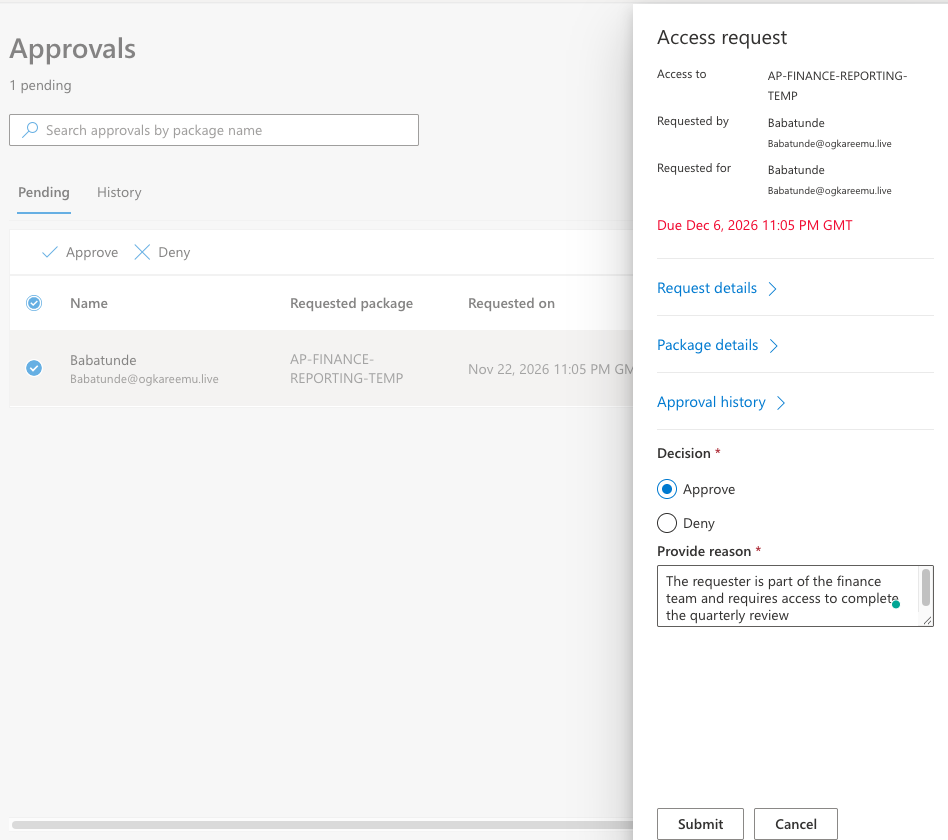 Approvals
1 pending
Search approvals by package name
Pending
History
Approve
Deny
Name
Requested package
Requested on
Babatunde
Babatunde@ogkareemu.live
AP-FINANCE-
REPORTING-TEMP
Nov 22, 2026 11:05 PM GM
Access request
Access to
AP-FINANCE-REPORTING-
TEMP
Requested by
Babatunde
Babatunde@ogkareemu.live
Requested for
Babatunde
Babatunde@ogkareemu.live
Due Dec 6, 2026 11:05 PM GMT
Request details
Package details
Approval history
Decision *
Approve
Deny
Provide reason *
The requester is part of the finance
team and requires access to complete
the quarterly review
Submit
Cancel